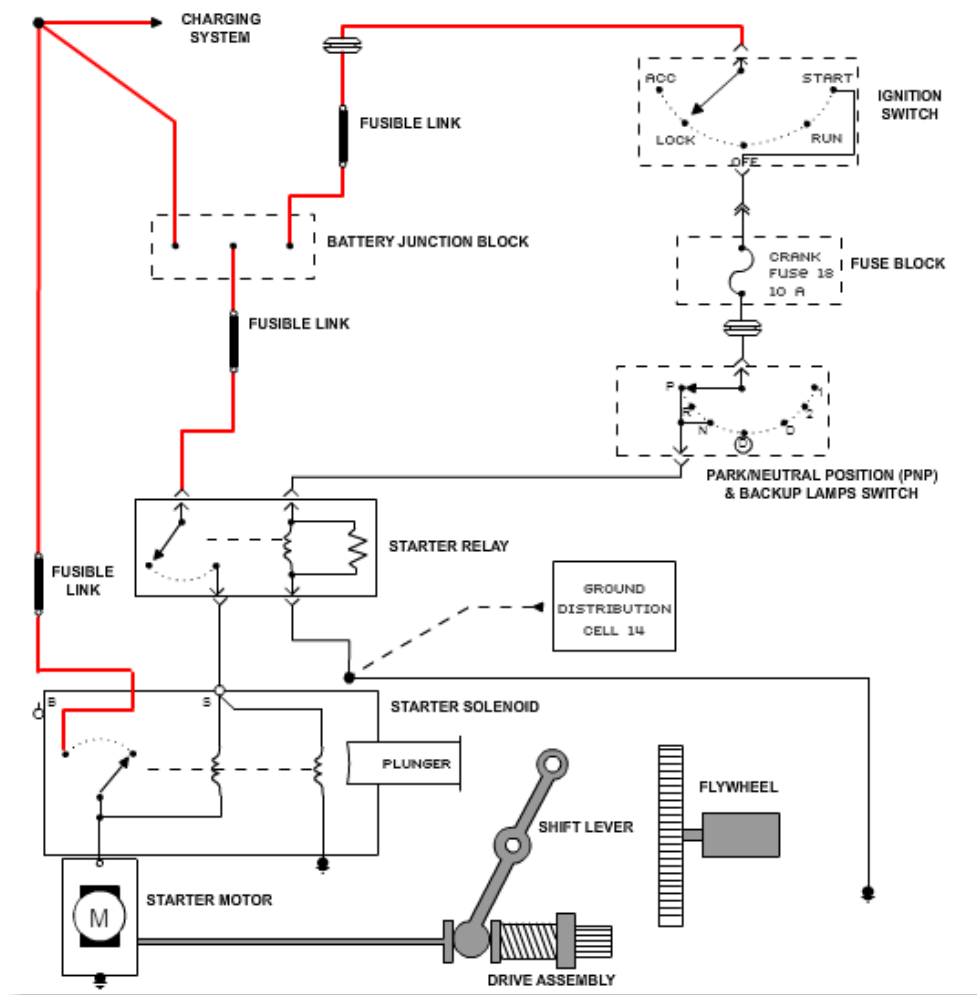 CHARGING
SYSTEM
FUSIBLE LINK
ACC
START
LOCK
RUN
OFF
IGNITION
SWITCH
BATTERY JUNCTION BLOCK
CRANK
FUSE 18
10 A
FUSE BLOCK
FUSIBLE LINK
P
R
N
D
D
2
1
PARK/NEUTRAL POSITION (PNP)
& BACKUP LAMPS SWITCH
STARTER RELAY
FUSIBLE
LINK
GROUND
DISTRIBUTION
CELL 14
B
S
STARTER SOLENOID
PLUNGER
FLYWHEEL
SHIFT LEVER
STARTER MOTOR
M
DRIVE ASSEMBLY